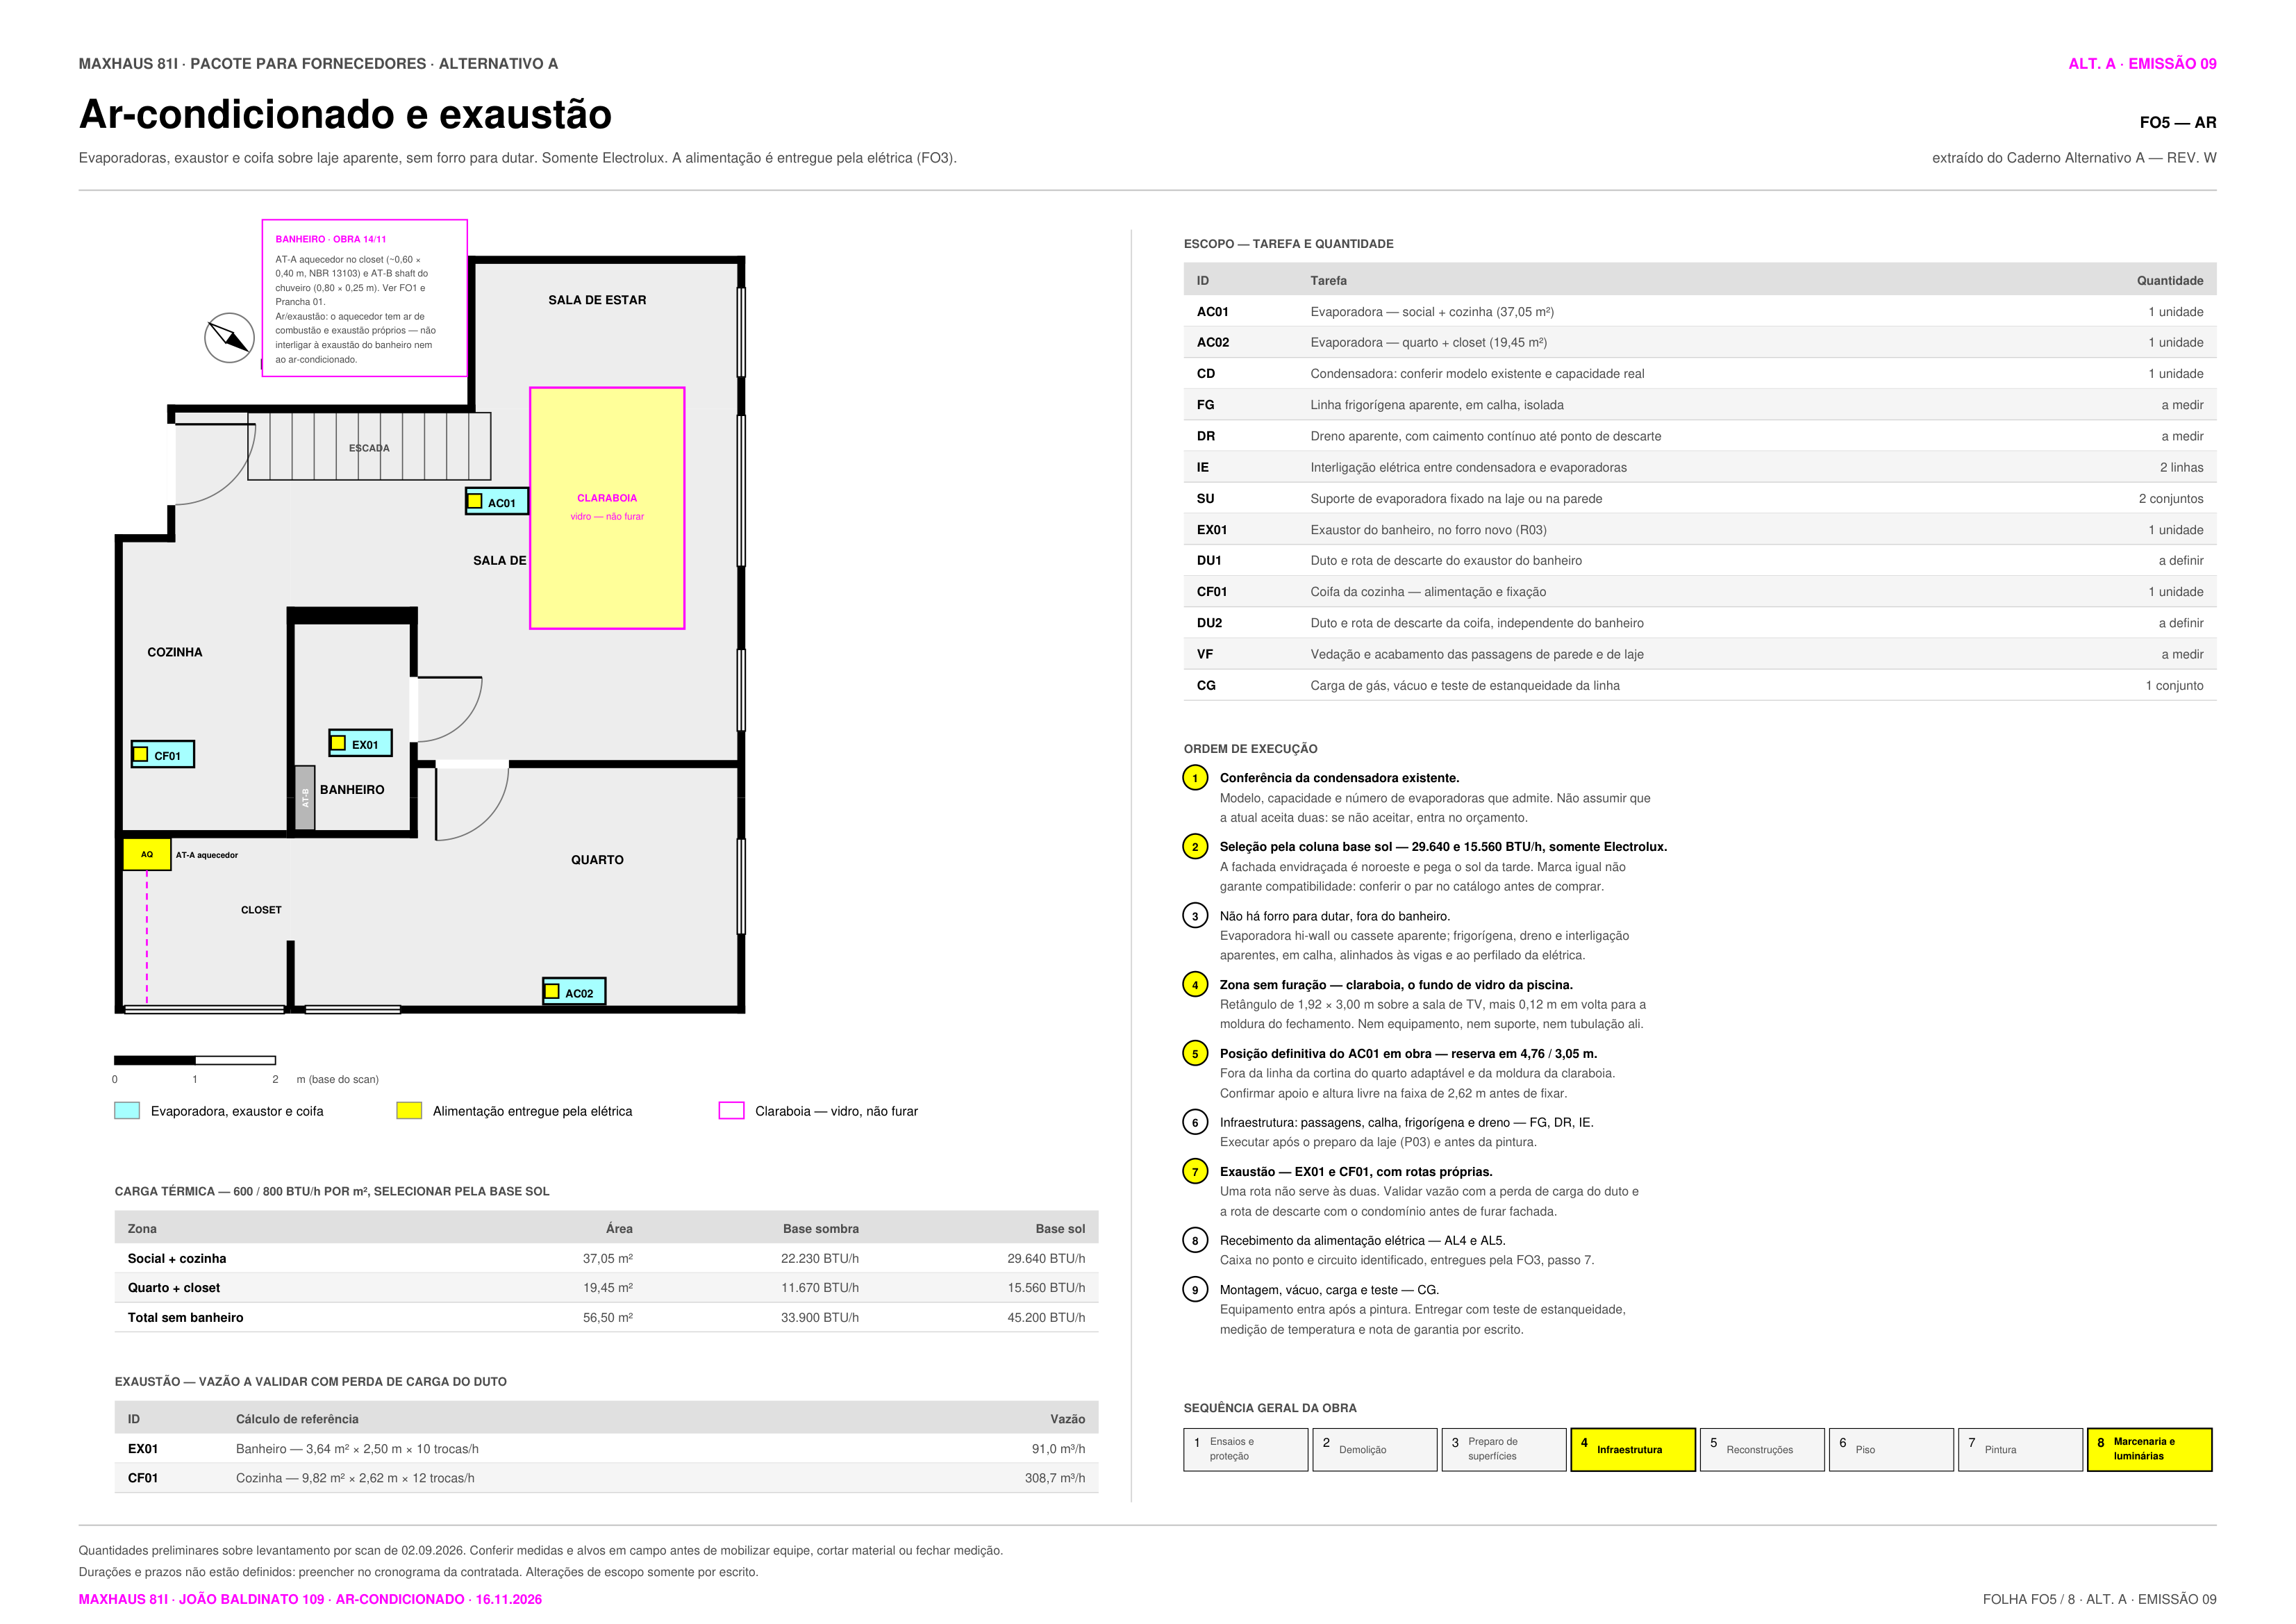 MAXHAUS 81I · PACOTE PARA FORNECEDORES · ALTERNATIVO A
ALT. A · EMISSÃO 09
Ar-condicionado e exaustão
FO5 — AR
Evaporadoras, exaustor e coifa sobre laje aparente, sem forro para dutar. Somente Electrolux. A alimentação é entregue pela elétrica (FO3).
extraído do Caderno Alternativo A — REV. W
BANHEIRO · OBRA 14/11
AT-A aquecedor no closet (~0,60 ×
0,40 m, NBR 13103) e AT-B shaft do
chuveiro (0,80 × 0,25 m). Ver FO1 e
Prancha 01.
Ar/exaustão: o aquecedor tem ar de
combustão e exaustão próprios — não
interligar à exaustão do banheiro nem
ao ar-condicionado.
SALA DE ESTAR
ESCADA
AC01
CLARABOIA
vidro — não furar
SALA DE
COZINHA
CF01
EX01
AT-B
BANHEIRO
AQ
AT-A aquecedor
QUARTO
CLOSET
AC02
0 1 2 m (base do scan)
Evaporadora, exaustor e coifa
Alimentação entregue pela elétrica
Claraboia — vidro, não furar
CARGA TÉRMICA — 600 / 800 BTU/h POR m², SELECIONAR PELA BASE SOL
Zona Área Base sombra Base sol
Social + cozinha 37,05 m² 22.230 BTU/h 29.640 BTU/h
Quarto + closet 19,45 m² 11.670 BTU/h 15.560 BTU/h
Total sem banheiro 56,50 m² 33.900 BTU/h 45.200 BTU/h
EXAUSTÃO — VAZÃO A VALIDAR COM PERDA DE CARGA DO DUTO
ID Cálculo de referência Vazão
EX01 Banheiro — 3,64 m² × 2,50 m × 10 trocas/h 91,0 m³/h
CF01 Cozinha — 9,82 m² × 2,62 m × 12 trocas/h 308,7 m³/h
ESCOPO — TAREFA E QUANTIDADE
ID Tarefa Quantidade
AC01 Evaporadora — social + cozinha (37,05 m²) 1 unidade
AC02 Evaporadora — quarto + closet (19,45 m²) 1 unidade
CD Condensadora: conferir modelo existente e capacidade real 1 unidade
FG Linha frigorígena aparente, em calha, isolada a medir
DR Dreno aparente, com caimento contínuo até ponto de descarte a medir
IE Interligação elétrica entre condensadora e evaporadoras 2 linhas
SU Suporte de evaporadora fixado na laje ou na parede 2 conjuntos
EX01 Exaustor do banheiro, no forro novo (R03) 1 unidade
DU1 Duto e rota de descarte do exaustor do banheiro a definir
CF01 Coifa da cozinha — alimentação e fixação 1 unidade
DU2 Duto e rota de descarte da coifa, independente do banheiro a definir
VF Vedação e acabamento das passagens de parede e de laje a medir
CG Carga de gás, vácuo e teste de estanqueidade da linha 1 conjunto
ORDEM DE EXECUÇÃO
1 Conferência da condensadora existente.
Modelo, capacidade e número de evaporadoras que admite. Não assumir que
a atual aceita duas: se não aceitar, entra no orçamento.
2 Seleção pela coluna base sol — 29.640 e 15.560 BTU/h, somente Electrolux.
A fachada envidraçada é noroeste e pega o sol da tarde. Marca igual não
garante compatibilidade: conferir o par no catálogo antes de comprar.
3 Não há forro para dutar, fora do banheiro.
Evaporadora hi-wall ou cassete aparente; frigorígena, dreno e interligação
aparentes, em calha, alinhados às vigas e ao perfilado da elétrica.
4 Zona sem furação — claraboia, o fundo de vidro da piscina.
Retângulo de 1,92 × 3,00 m sobre a sala de TV, mais 0,12 m em volta para a
moldura do fechamento. Nem equipamento, nem suporte, nem tubulação ali.
5 Posição definitiva do AC01 em obra — reserva em 4,76 / 3,05 m.
Fora da linha da cortina do quarto adaptável e da moldura da claraboia.
Confirmar apoio e altura livre na faixa de 2,62 m antes de fixar.
6 Infraestrutura: passagens, calha, frigorígena e dreno — FG, DR, IE.
Executar após o preparo da laje (P03) e antes da pintura.
7 Exaustão — EX01 e CF01, com rotas próprias.
Uma rota não serve às duas. Validar vazão com a perda de carga do duto e
a rota de descarte com o condomínio antes de furar fachada.
8 Recebimento da alimentação elétrica — AL4 e AL5.
Caixa no ponto e circuito identificado, entregues pela FO3, passo 7.
9 Montagem, vácuo, carga e teste — CG.
Equipamento entra após a pintura. Entregar com teste de estanqueidade,
medição de temperatura e nota de garantia por escrito.
SEQUÊNCIA GERAL DA OBRA
1 Ensaios e
proteção
2 Demolição
3 Preparo de
superfícies
4 Infraestrutura
5 Reconstruções
6 Piso
7 Pintura
8 Marcenaria e
luminárias
Quantidades preliminares sobre levantamento por scan de 02.09.2026. Conferir medidas e alvos em campo antes de mobilizar equipe, cortar material ou fechar medição.
Durações e prazos não estão definidos: preencher no cronograma da contratada. Alterações de escopo somente por escrito.
MAXHAUS 81I · JOÃO BALDINATO 109 · AR-CONDICIONADO · 16.11.2026
FOLHA FO5 / 8 · ALT. A · EMISSÃO 09